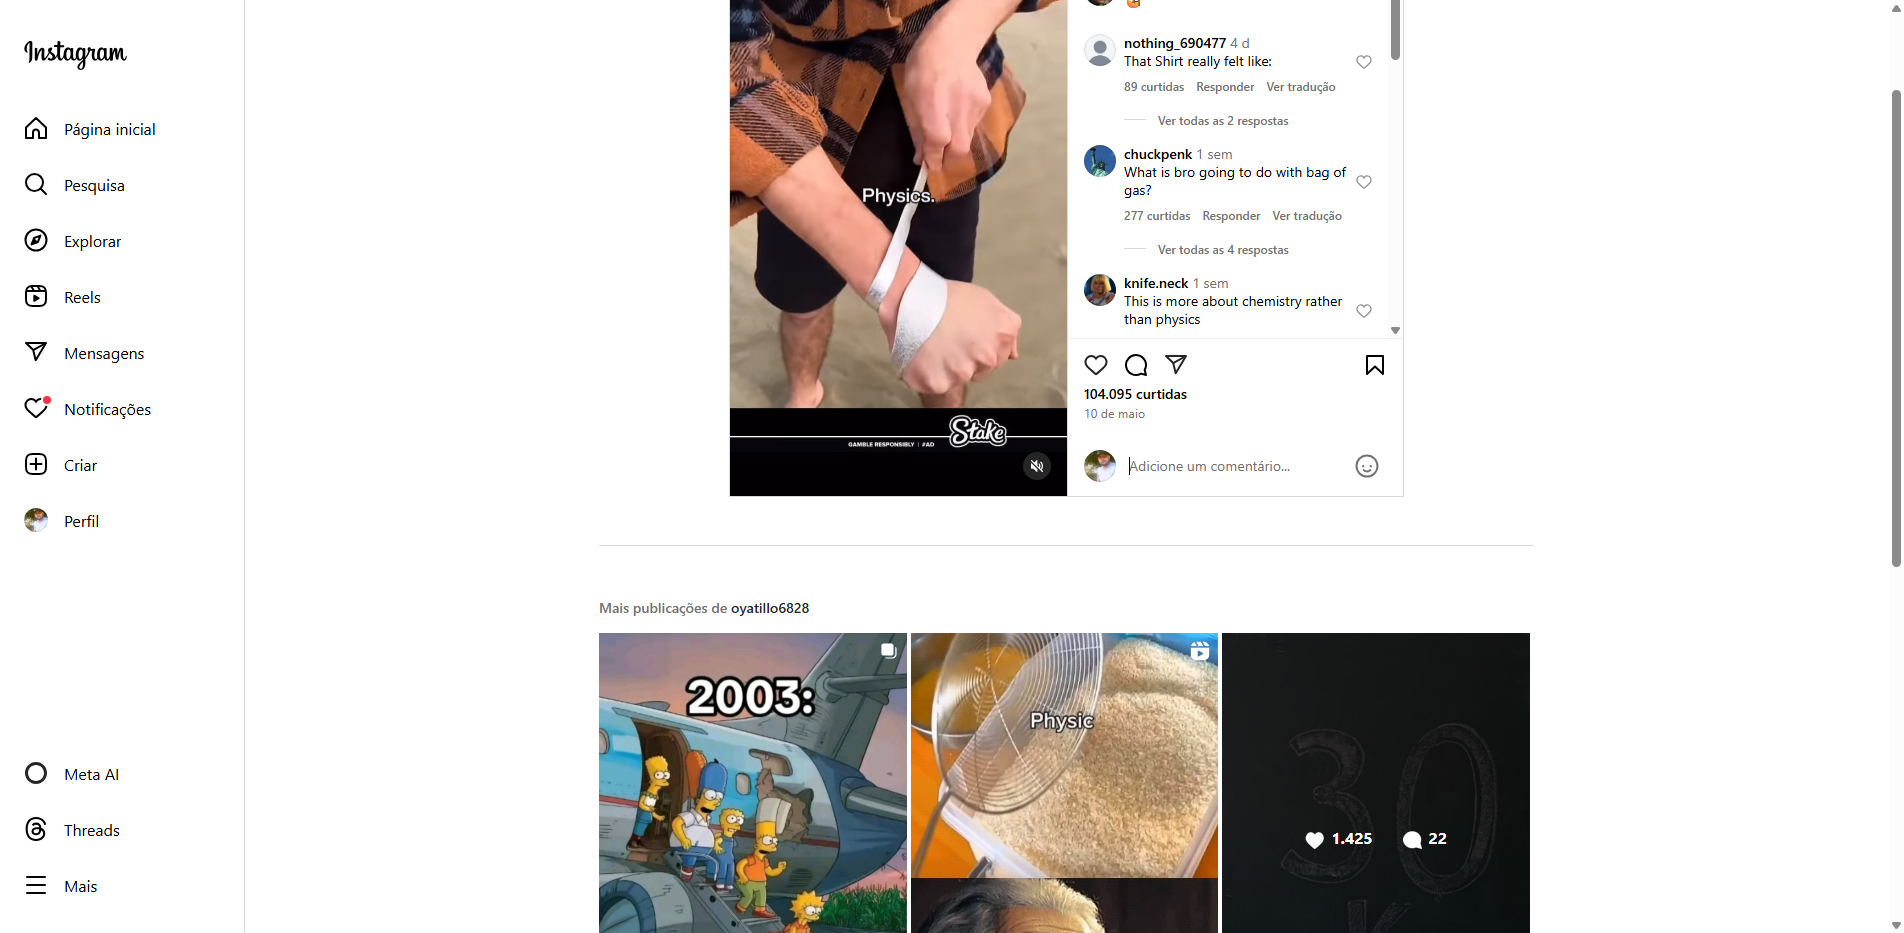 Instagram
Página inicial
Pesquisa
Explorar
Reels
Mensagens
Notificações
Criar
Perfil
Meta AI
Threads
Mais
Physics.
GAMBLE RESPONSIBLY | #AD
Stake
nothing_690477 4 d
That Shirt really felt like:
89 curtidas Responder Ver tradução
Ver todas as 2 respostas
chuckpenk 1 sem
What is bro going to do with bag of
gas?
277 curtidas Responder Ver tradução
Ver todas as 4 respostas
knife.neck 1 sem
This is more about chemistry rather
than physics
104.095 curtidas
10 de maio
Adicione um comentário...
Mais publicações de oyatillo6828
2003:
Physic
30
K
1.425 22